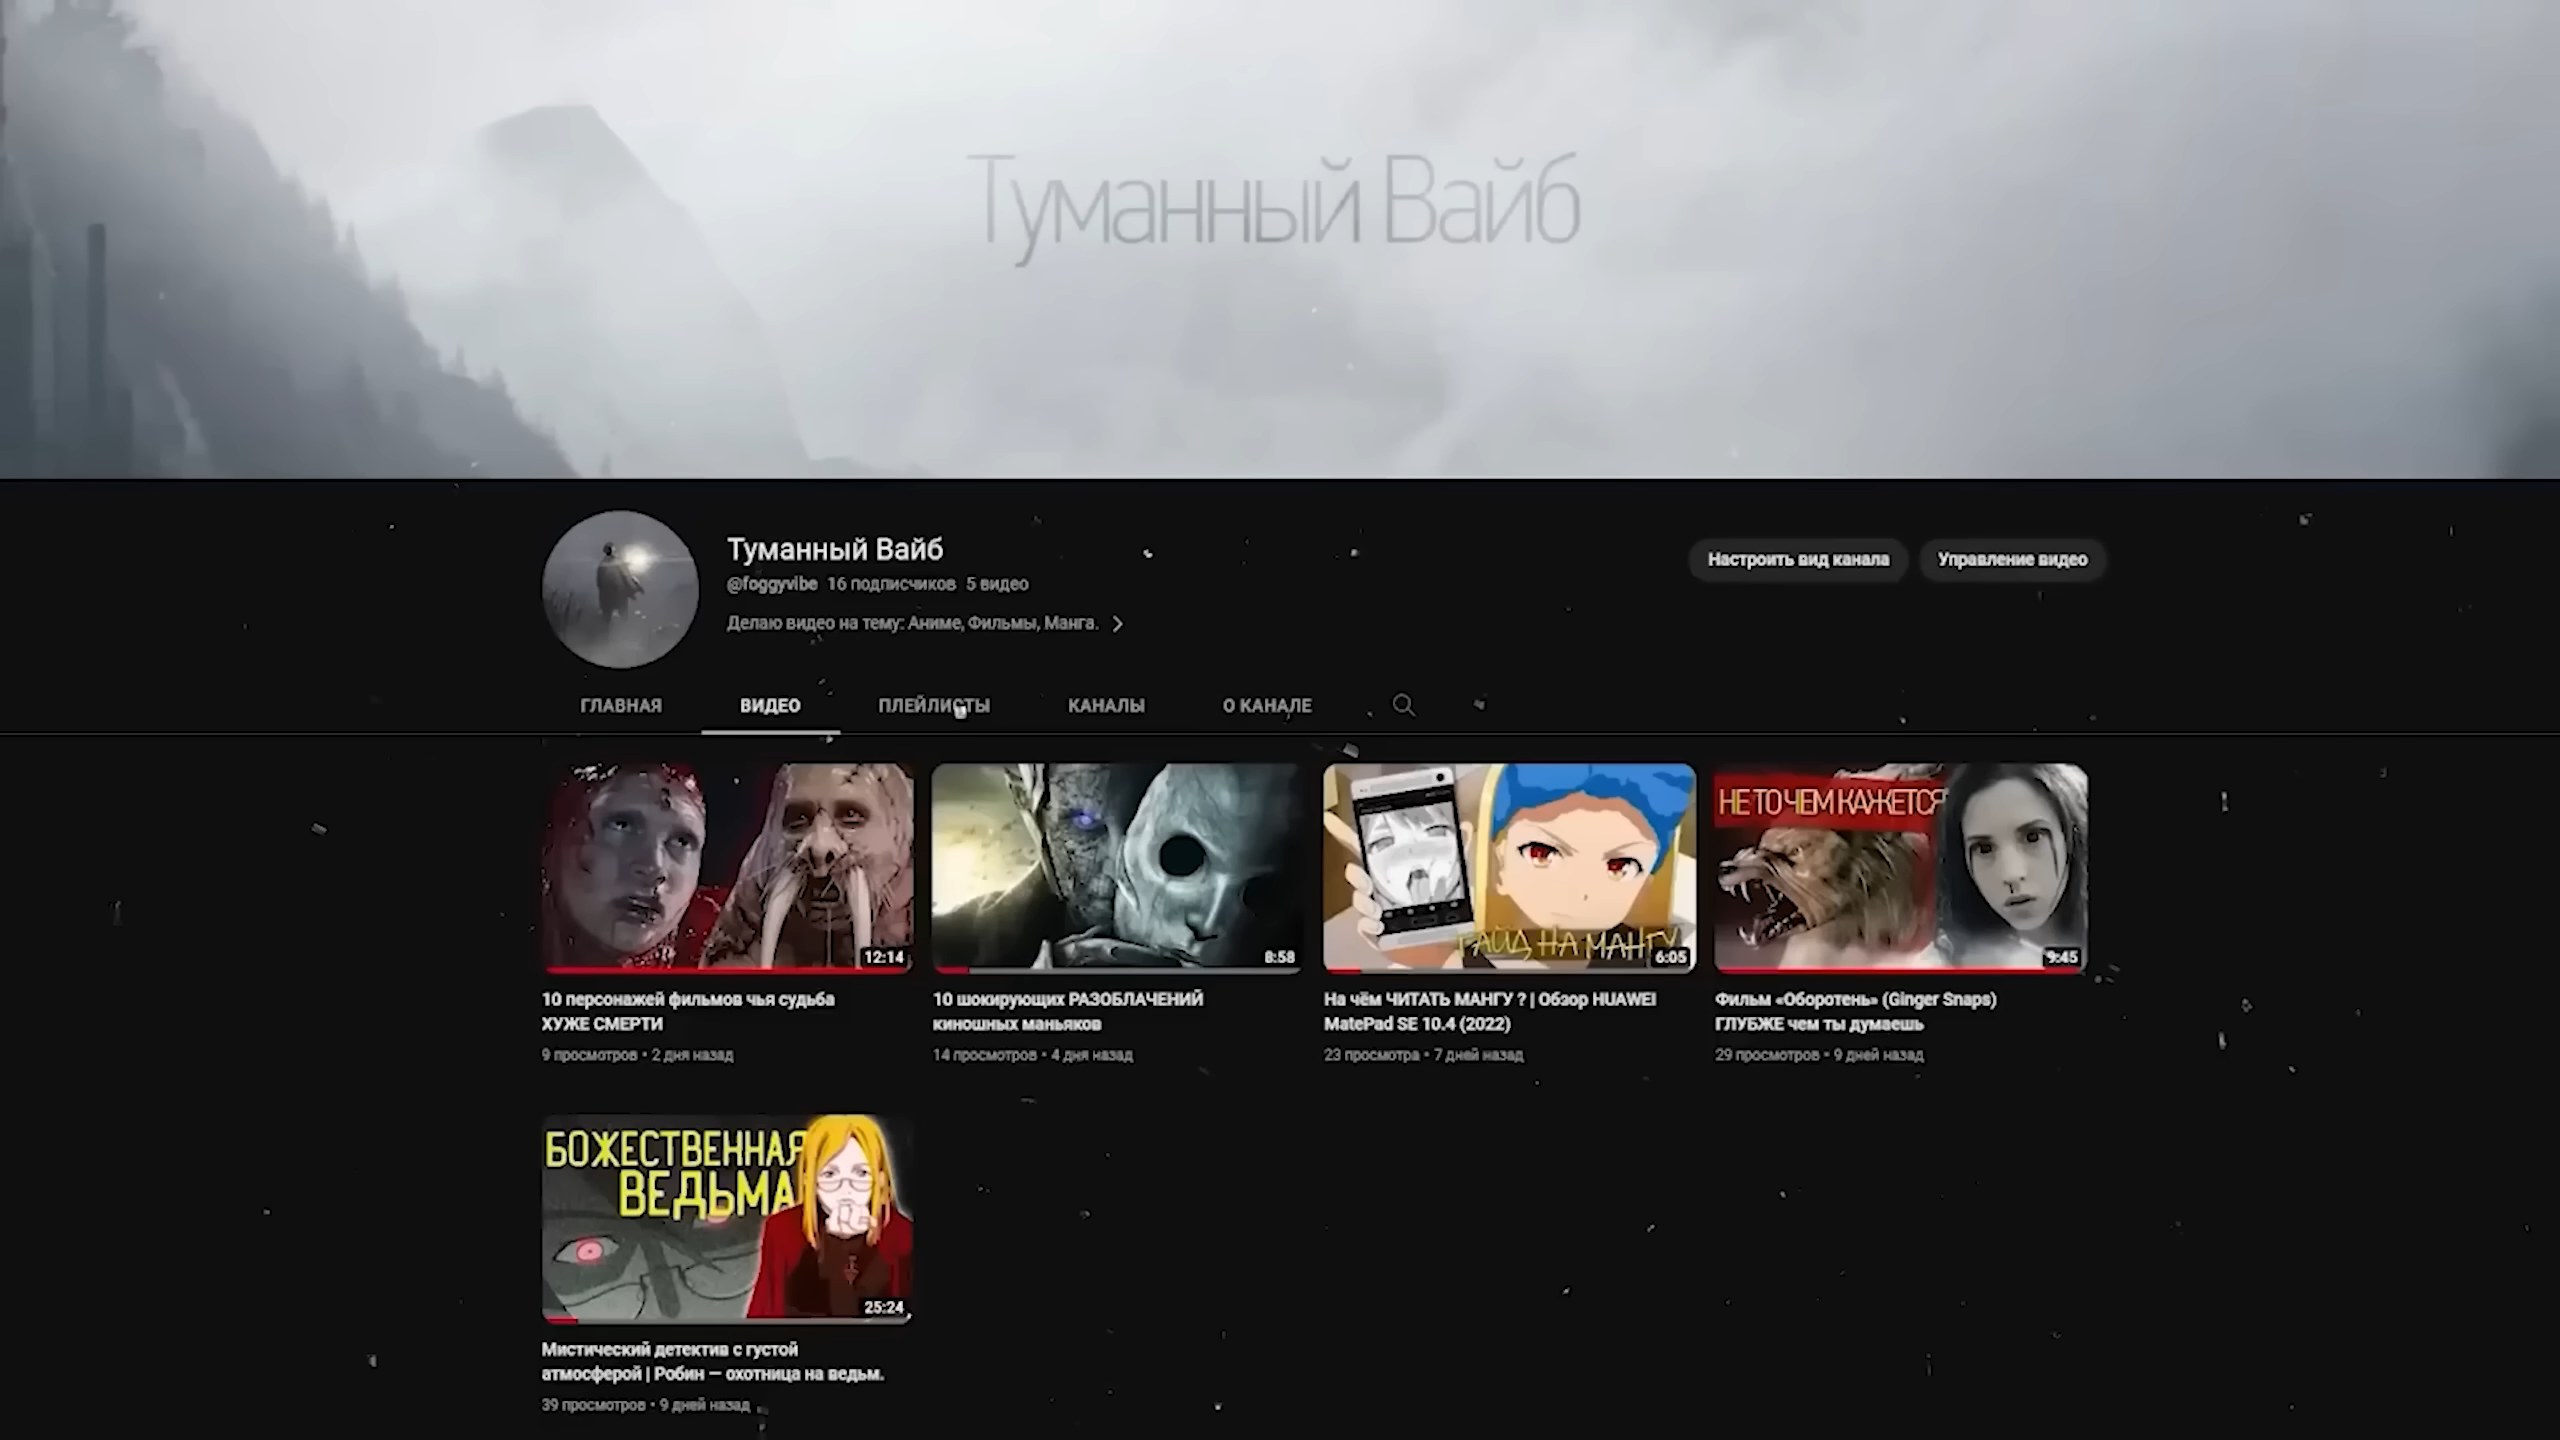 Туманный Вайб
Туманный Вайб
@foggyvibe 16 подписчиков 5 видео
Делаю видео на тему: Аниме, Фильмы, Манга.
Настроить вид канала
Управление видео
ГЛАВНАЯ
ВИДЕО
ПЛЕЙЛИСТЫ
КАНАЛЫ
О КАНАЛЕ
12:14
10 персонажей фильмов чья судьба
ХУЖЕ СМЕРТИ
9 просмотров • 2 дня назад
8:58
10 шокирующих РАЗОБЛАЧЕНИЙ
киношных маньяков
14 просмотров • 4 дня назад
ГАЙД НА МАНГУ
6:05
На чём ЧИТАТЬ МАНГУ ? | Обзор HUAWEI
MatePad SE 10.4 (2022)
23 просмотра • 7 дней назад
НЕ ТО ЧЕМ КАЖЕТСЯ
9:45
Фильм «Оборотень» (Ginger Snaps)
ГЛУБЖЕ чем ты думаешь
29 просмотров • 9 дней назад
БОЖЕСТВЕННАЯ
ВЕДЬМА
25:24
Мистический детектив с густой
атмосферой | Робин — охотница на ведьм.
39 просмотров • 9 дней назад